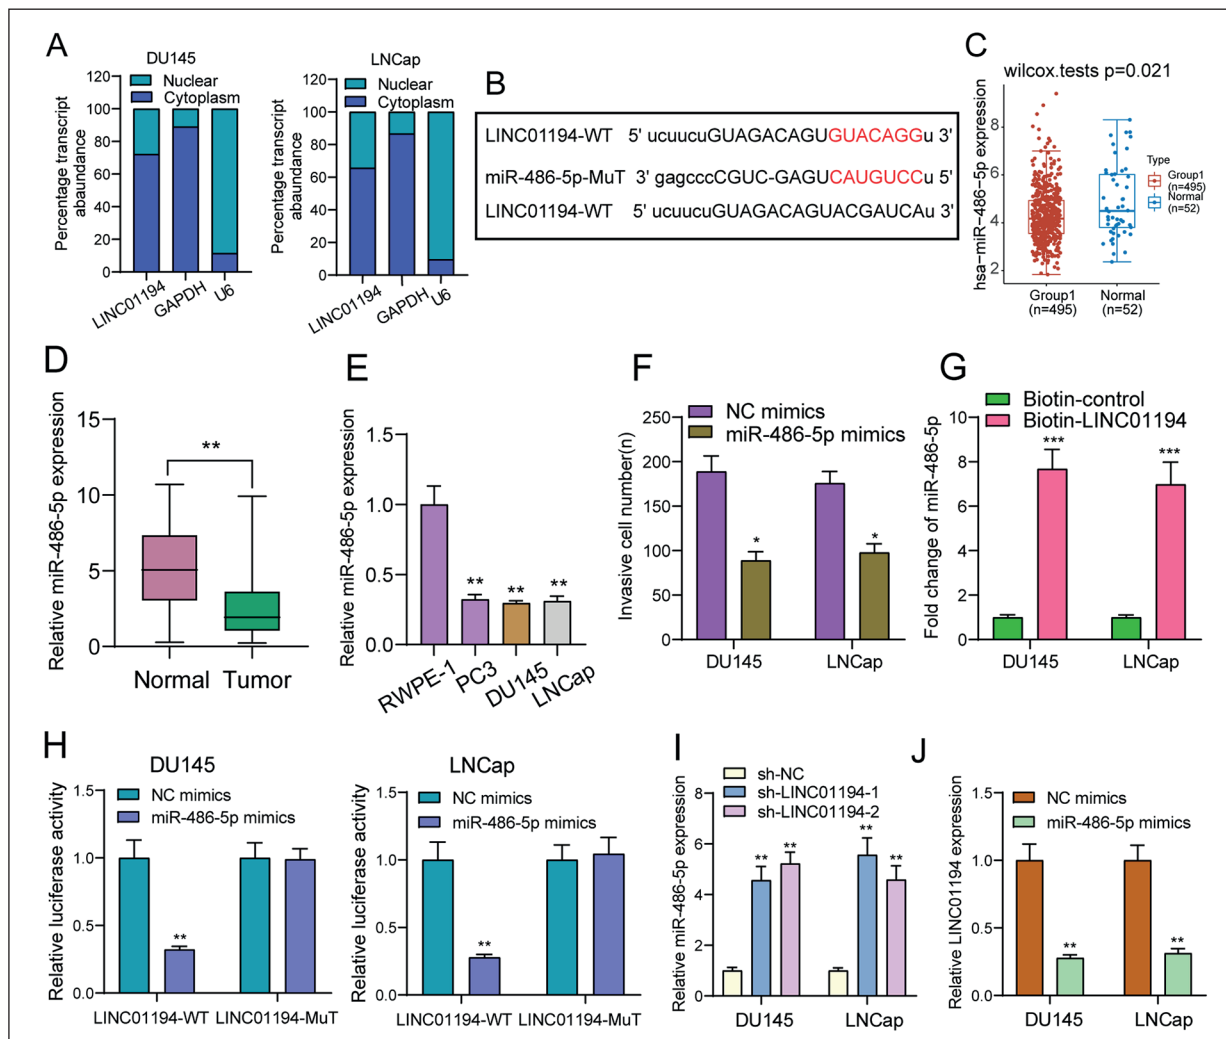 A
DU145
Nuclear
Cytoplasm
Percentage transcript
abundance
120
100
80
60
40
20
0
LINC01194
GAPDH
U6
LNCap
Nuclear
Cytoplasm
Percentage transcript
abundance
120
100
80
60
40
20
0
LINC01194
GAPDH
U6
B
LINC01194-WT 5' ucuucuGUAGACAGUGUACAGGu 3'
miR-486-5p-MuT 3' gagcccCGUC-GAGUCAUGUCCu 5'
LINC01194-WT 5' ucuucuGUAGACAGUACGAUCAu 3'
C
wilcox.tests p=0.021
hsa-miR-486-5p expression
8
6
4
2
Group1
(n=495)
Normal
(n=52)
Type
Group1
(n=495)
Normal
(n=52)
D
Relative miR-486-5p expression
15
10
5
0
**
Normal
Tumor
E
Relative miR-486-5p expression
1.5
1.0
0.5
0.0
**
**
**
RWPE-1
PC3
DU145
LNCap
F
NC mimics
miR-486-5p mimics
Invasive cell number(n)
250
200
150
100
50
0
*
*
DU145
LNCap
G
Biotin-control
Biotin-LINC01194
Fold change of miR-486-5p
10
8
6
4
2
0
***
***
DU145
LNCap
H
DU145
NC mimics
miR-486-5p mimics
Relative luciferase activity
1.5
1.0
0.5
0.0
**
LINC01194-WT
LINC01194-MuT
LNCap
NC mimics
miR-486-5p mimics
Relative luciferase activity
1.5
1.0
0.5
0.0
**
LINC01194-WT
LINC01194-MuT
I
sh-NC
sh-LINC01194-1
sh-LINC01194-2
Relative miR-486-5p expression
8
6
4
2
0
**
**
**
**
DU145
LNCap
J
NC mimics
miR-486-5p mimics
Relative LINC01194 expression
1.5
1.0
0.5
0.0
**
**
DU145
LNCap